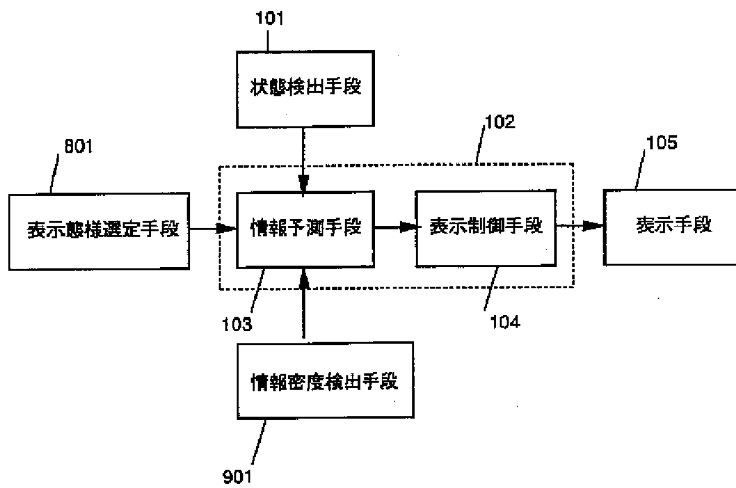 101
状態検出手段
102
801
105
表示態様選定手段
情報予測手段
表示制御手段
表示手段
103
104
情報密度検出手段
901